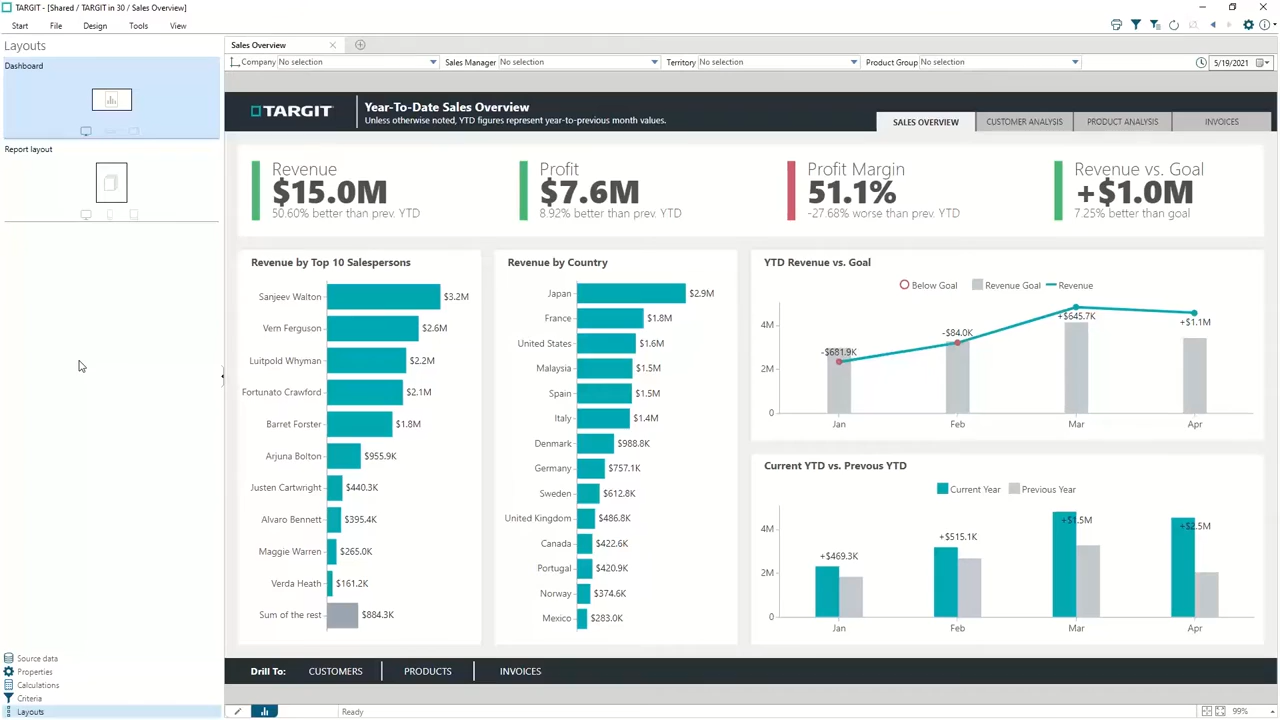 TARGIT - [Shared / TARGIT in 30 / Sales Overview]
Start File Design Tools View
Layouts
Dashboard
Report layout
Sales Overview
Company No selection Sales Manager No selection Territory No selection Product Group No selection 5/19/2021
TARGIT
Year-To-Date Sales Overview
Unless otherwise noted, YTD figures represent year-to-previous month values.
SALES OVERVIEW CUSTOMER ANALYSIS PRODUCT ANALYSIS INVOICES
Revenue
$15.0M
50.60% better than prev. YTD
Profit
$7.6M
8.92% better than prev. YTD
Profit Margin
51.1%
-27.68% worse than prev. YTD
Revenue vs. Goal
+$1.0M
7.25% better than goal
Revenue by Top 10 Salespersons
Sanjeev Walton $3.2M
Vern Ferguson $2.6M
Luitpold Whyman $2.2M
Fortunato Crawford $2.1M
Barret Forster $1.8M
Arjuna Bolton $955.9K
Justen Cartwright $440.3K
Alvaro Bennett $395.4K
Maggie Warren $265.0K
Verda Heath $161.2K
Sum of the rest $884.3K
Revenue by Country
Japan $2.9M
France $1.8M
United States $1.6M
Malaysia $1.5M
Spain $1.5M
Italy $1.4M
Denmark $988.8K
Germany $757.1K
Sweden $612.8K
United Kingdom $486.8K
Canada $422.6K
Portugal $420.9K
Norway $374.6K
Mexico $283.0K
YTD Revenue vs. Goal
Below Goal Revenue Goal Revenue
4M
2M
0
-$681.9K -$84.0K +$645.7K +$1.1M
Jan Feb Mar Apr
Current YTD vs. Prevous YTD
Current Year Previous Year
4M
2M
0
+$469.3K +$515.1K +$1.5M +$2.5M
Jan Feb Mar Apr
Drill To: CUSTOMERS PRODUCTS INVOICES
Source data
Properties
Calculations
Criteria
Layouts
Ready
99%